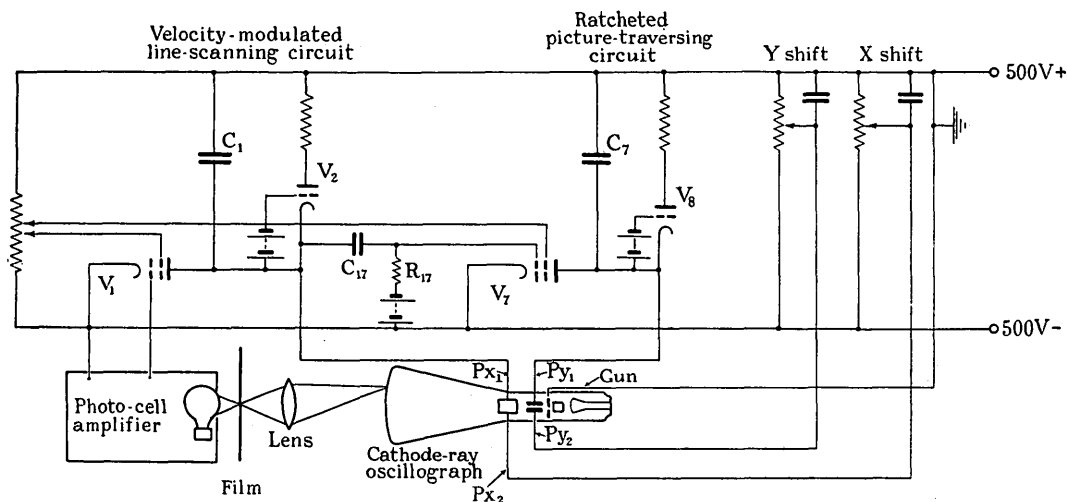 Velocity-modulated
line-scanning circuit
Ratcheted
picture-traversing
circuit
Y shift
X shift
500V+
C1
V2
C7
V8
C17
R17
V1
V7
500V-
Px1
Py1
Gun
Photo-cell
amplifier
Lens
Py2
Cathode-ray
oscillograph
Film
Px2